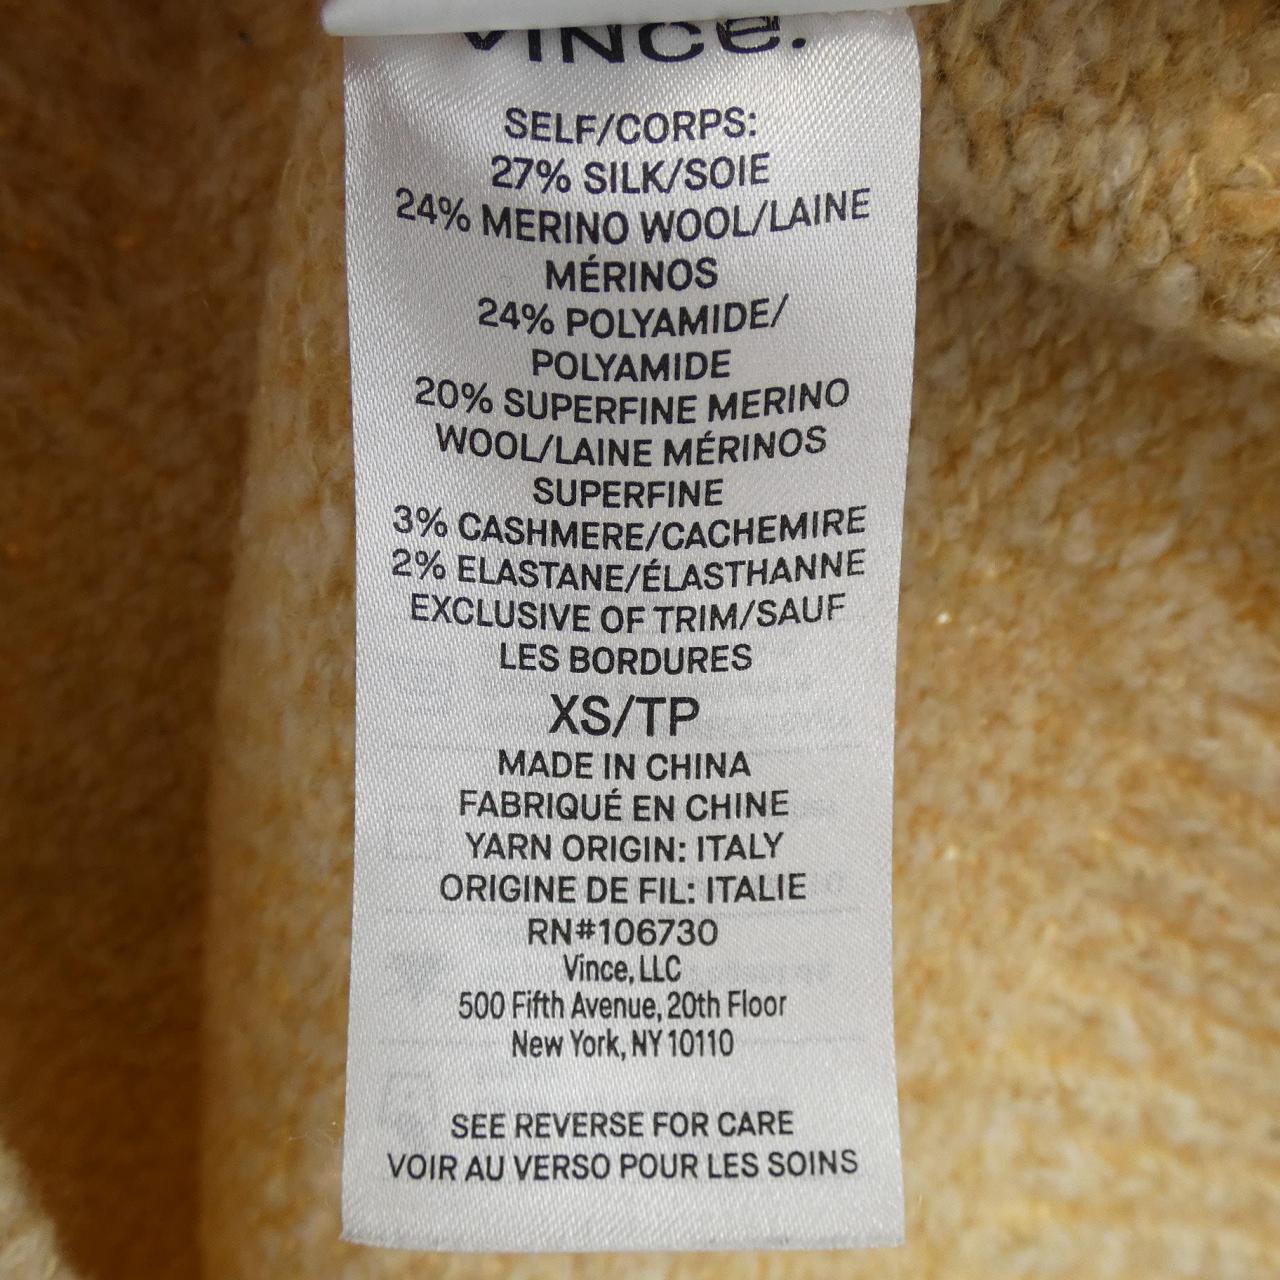 VINCe.
SELF/CORPS:
27% SILK/SOIE
24% MERINO WOOL/LAINE
MÉRINOS
24% POLYAMIDE/
POLYAMIDE
20% SUPERFINE MERINO
WOOL/LAINE MÉRINOS
SUPERFINE
3% CASHMERE/CACHEMIRE
2% ELASTANE/ÉLASTHANNE
EXCLUSIVE OF TRIM/SAUF
LES BORDURES
XS/TP
MADE IN CHINA
FABRIQUÉ EN CHINE
YARN ORIGIN: ITALY
ORIGINE DE FIL: ITALIE
RN#106730
Vince, LLC
500 Fifth Avenue, 20th Floor
New York, NY 10110
SEE REVERSE FOR CARE
VOIR AU VERSO POUR LES SOINS